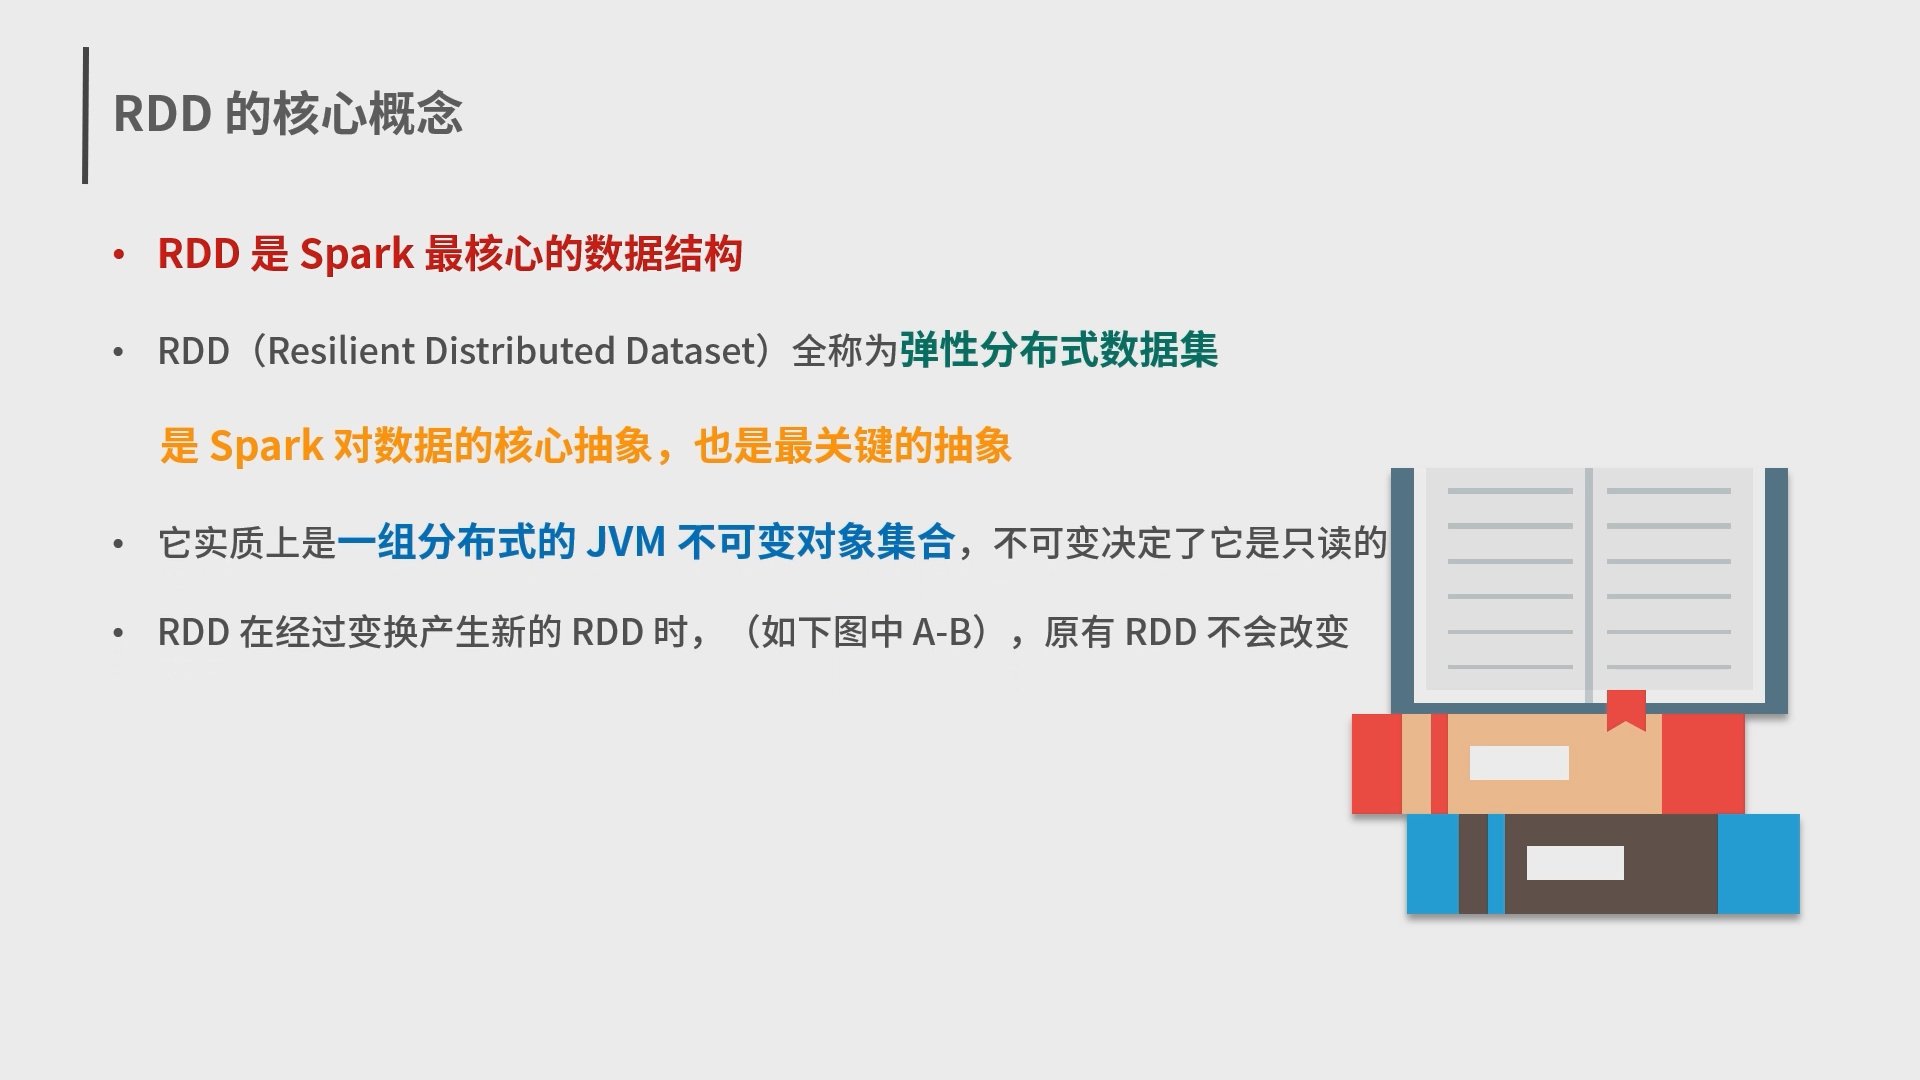 RDD 的核心概念
• RDD 是 Spark 最核心的数据结构
• RDD（Resilient Distributed Dataset）全称为弹性分布式数据集
是 Spark 对数据的核心抽象，也是最关键的抽象
• 它实质上是一组分布式的 JVM 不可变对象集合，不可变决定了它是只读的
• RDD 在经过变换产生新的 RDD 时，（如下图中 A-B），原有 RDD 不会改变